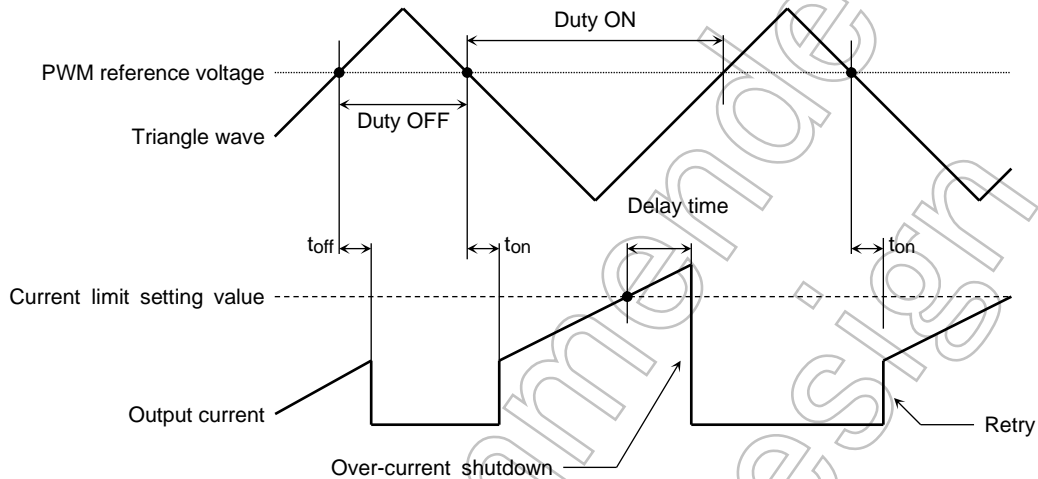 Duty ON
PWM reference voltage
Duty OFF
Triangle wave
Delay time
toff
ton
ton
Current limit setting value
Output current
Retry
Over-current shutdown